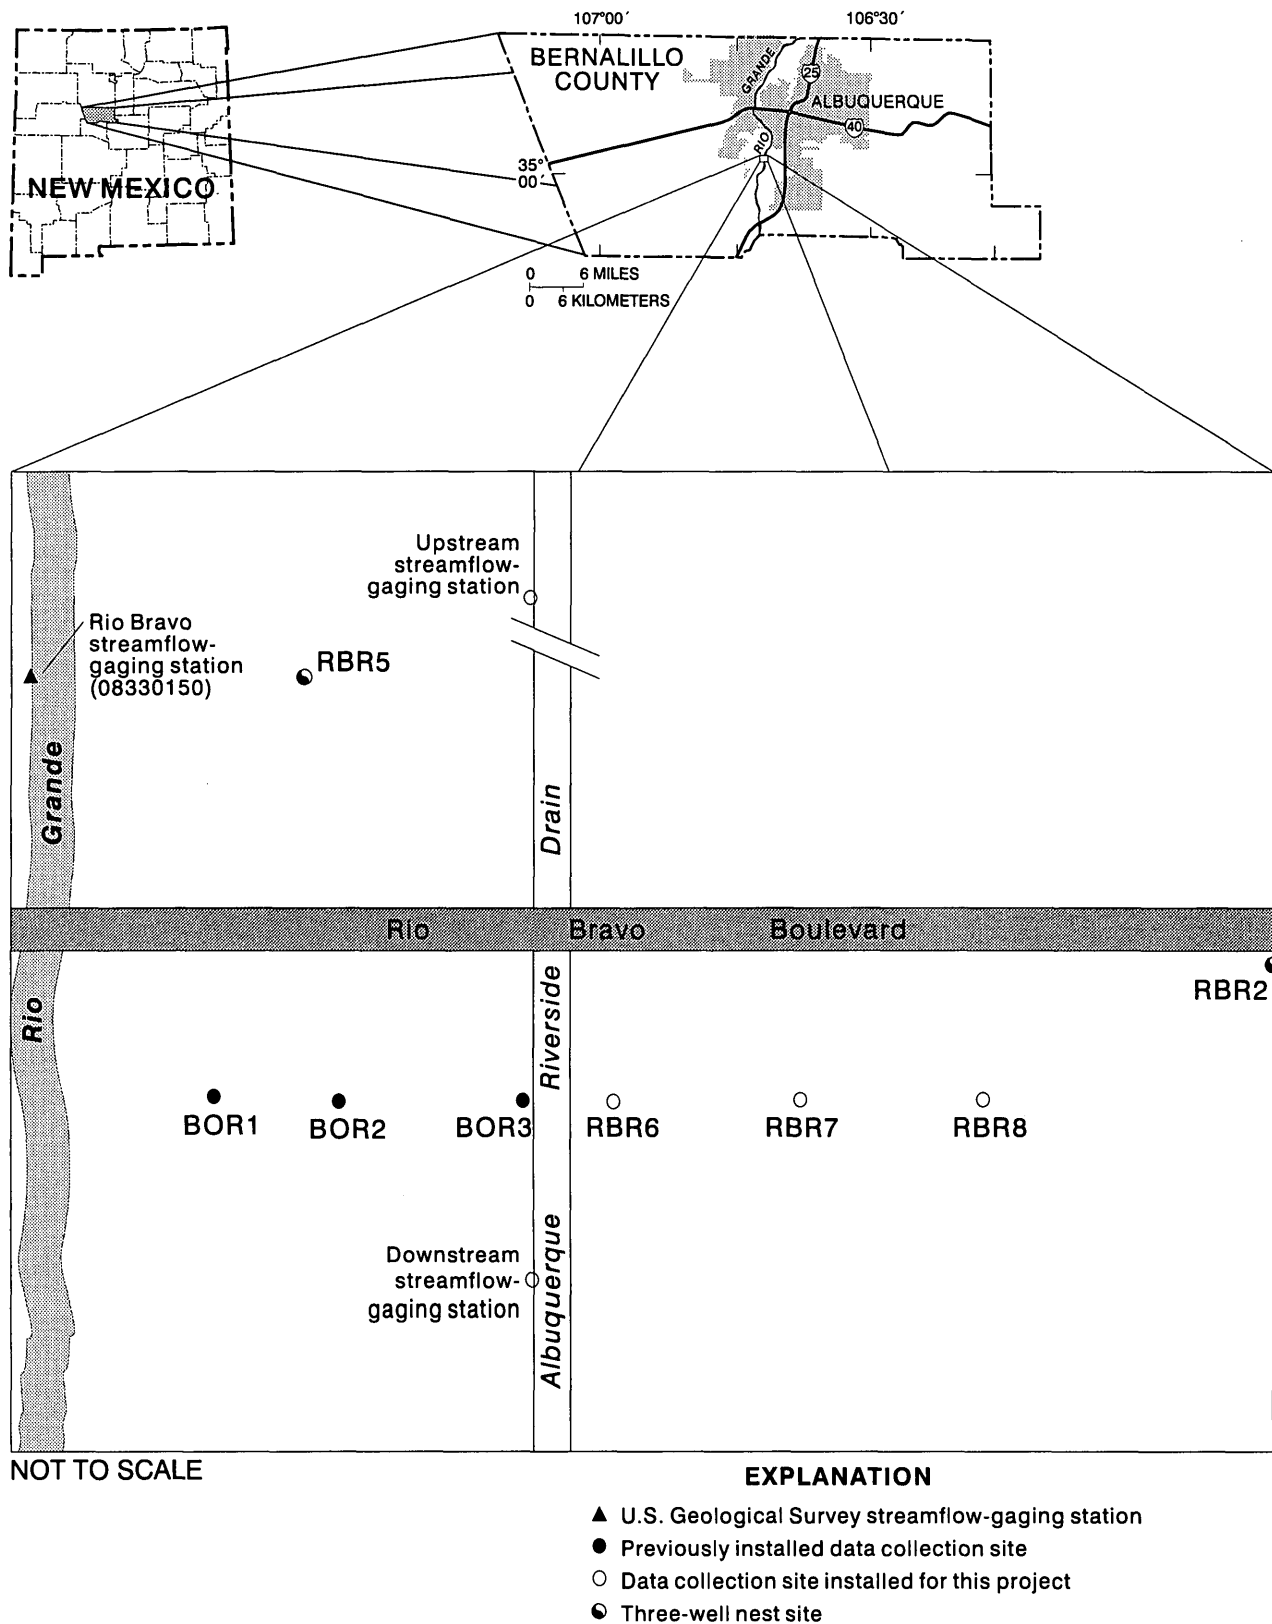 107°00′
106°30′
BERNALILLO
COUNTY
GRANDE
25
ALBUQUERQUE
40
RIO
35°
00′
NEW MEXICO
0 6 MILES
0 6 KILOMETERS
Upstream
streamflow-
gaging station
Rio Bravo
streamflow-
gaging station
(08330150)
RBR5
Grande
Drain
Rio Bravo Boulevard
RBR2
Rio
Riverside
BOR1
BOR2
BOR3
RBR6
RBR7
RBR8
Downstream
streamflow-
gaging station
Albuquerque
NOT TO SCALE
EXPLANATION
U.S. Geological Survey streamflow-gaging station
Previously installed data collection site
Data collection site installed for this project
Three-well nest site